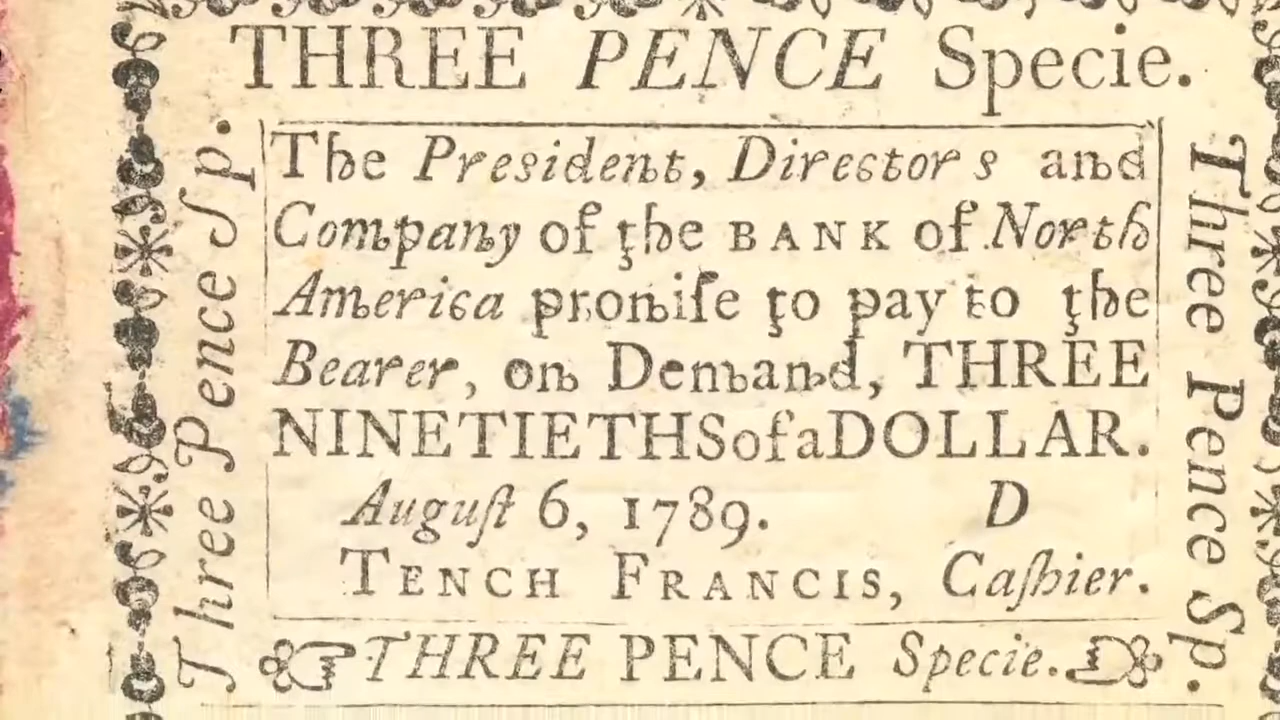 THREE PENCE Specie.
The President, Directors and
Company of the BANK of North
America promiſe to pay to the
Bearer, on Demand, THREE
NINETIETHS of a DOLLAR.
Auguſt 6, 1789. D
TENCH FRANCIS, Caſhier.
THREE PENCE Specie.
Three Pence Sp.
Three Pence Sp.